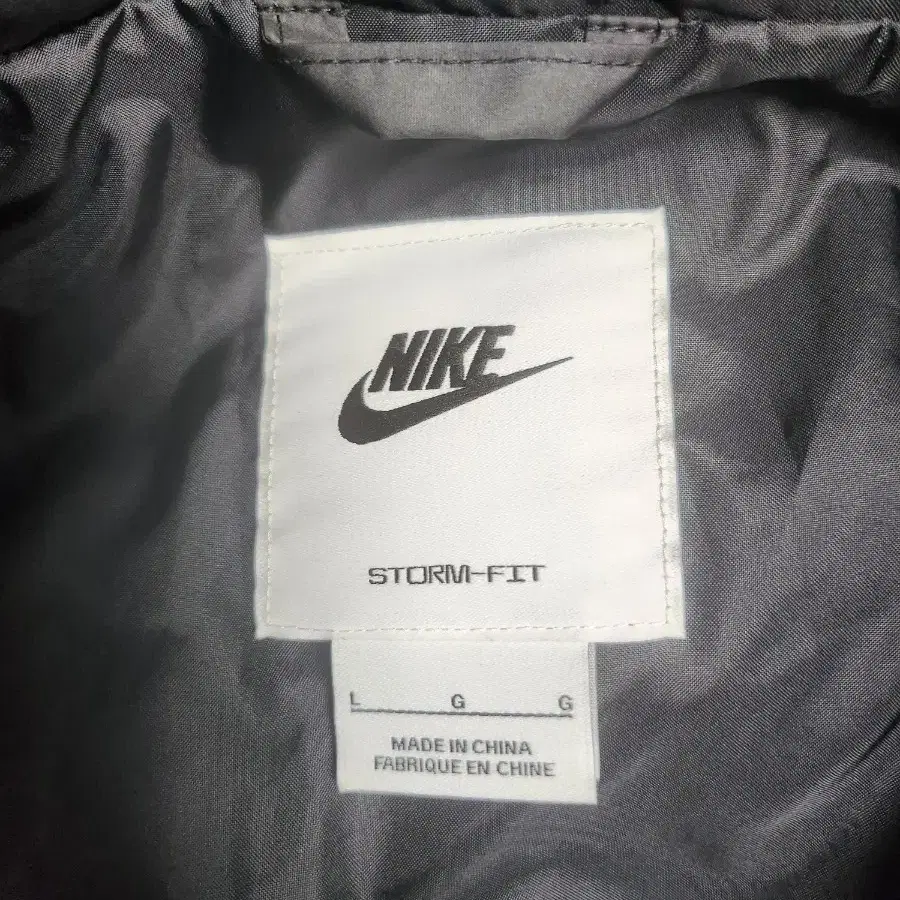 NIKE
STORM-FIT
L G G
MADE IN CHINA
FABRIQUE EN CHINE